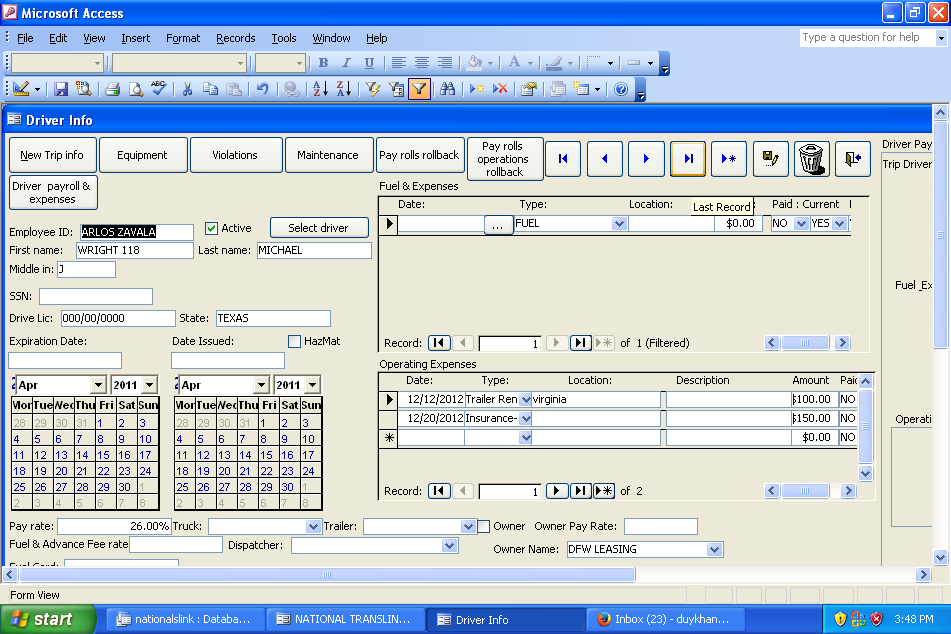 Microsoft Access
File Edit View Insert Format Records Tools Window Help Type a question for help
B I U
Driver Info
New Trip info Equipment Violations Maintenance Pay rolls rollback Pay rolls operations rollback
Driver Pay
Trip Driver
Driver payroll & expenses
Fuel & Expenses
Date: Type: Location: Last Record Paid : Current
... FUEL $0.00 NO YES
Employee ID: ARLOS ZAVALA Active Select driver
First name: WRIGHT 118 Last name: MICHAEL
Middle in: J
SSN:
Fuel_Ex
Drive Lic: 000/00/0000 State: TEXAS
Expiration Date: Date Issued: HazMat
Record: 1 of 1 (Filtered)
Operating Expenses
Date: Type: Location: Description Amount Paid
12/12/2012 Trailer Ren virginia $100.00 NO
12/20/2012 Insurance- $150.00 NO
$0.00 NO
Operati
Record: 1 of 2
Apr 2011 Apr 2011
Mon Tue Wed Thu Fri Sat Sun Mon Tue Wed Thu Fri Sat Sun
28 29 30 31 1 2 3 28 29 30 31 1 2 3
4 5 6 7 8 9 10 4 5 6 7 8 9 10
11 12 13 14 15 16 17 11 12 13 14 15 16 17
18 19 20 21 22 23 24 18 19 20 21 22 23 24
25 26 27 28 29 30 1 25 26 27 28 29 30 1
2 3 4 5 6 7 8 2 3 4 5 6 7 8
Pay rate: 26.00% Truck: Trailer: Owner Owner Pay Rate:
Fuel & Advance Fee rate Dispatcher: Owner Name: DFW LEASING
Fuel Card:
Form View
start nationalslink : Databa... NATIONAL TRANSLIN... Driver Info Inbox (23) - duykhan... 3:48 PM